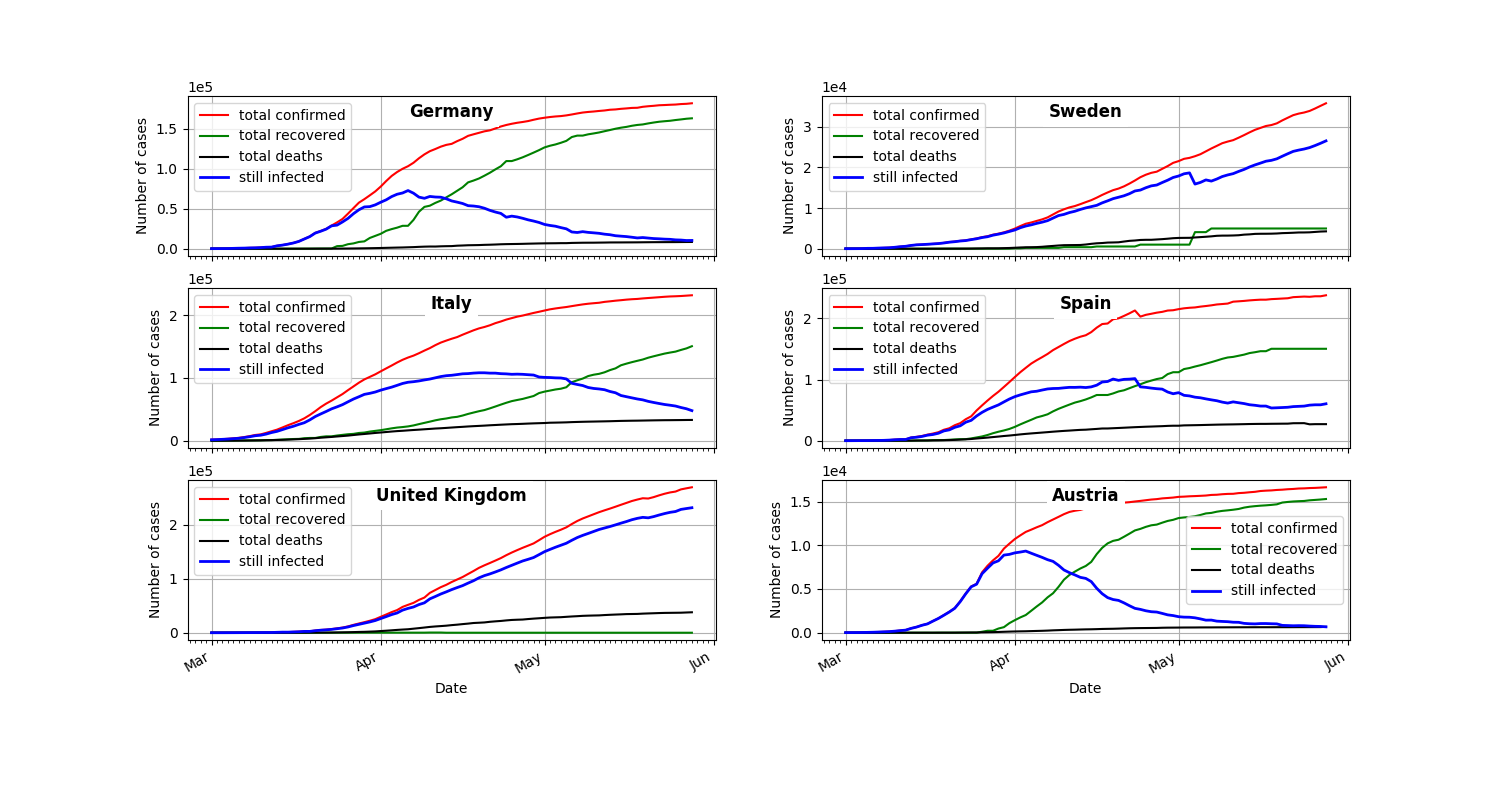 1e5
Germany
total confirmed
total recovered
total deaths
still infected
Number of cases
1.5
1.0
0.5
0.0
1e4
Sweden
total confirmed
total recovered
total deaths
still infected
Number of cases
3
2
1
0
1e5
Italy
total confirmed
total recovered
total deaths
still infected
Number of cases
2
1
0
1e5
Spain
total confirmed
total recovered
total deaths
still infected
Number of cases
2
1
0
1e5
United Kingdom
total confirmed
total recovered
total deaths
still infected
Number of cases
2
1
0
Mar Apr May Jun
Date
1e4
Austria
total confirmed
total recovered
total deaths
still infected
Number of cases
1.5
1.0
0.5
0.0
Mar Apr May Jun
Date